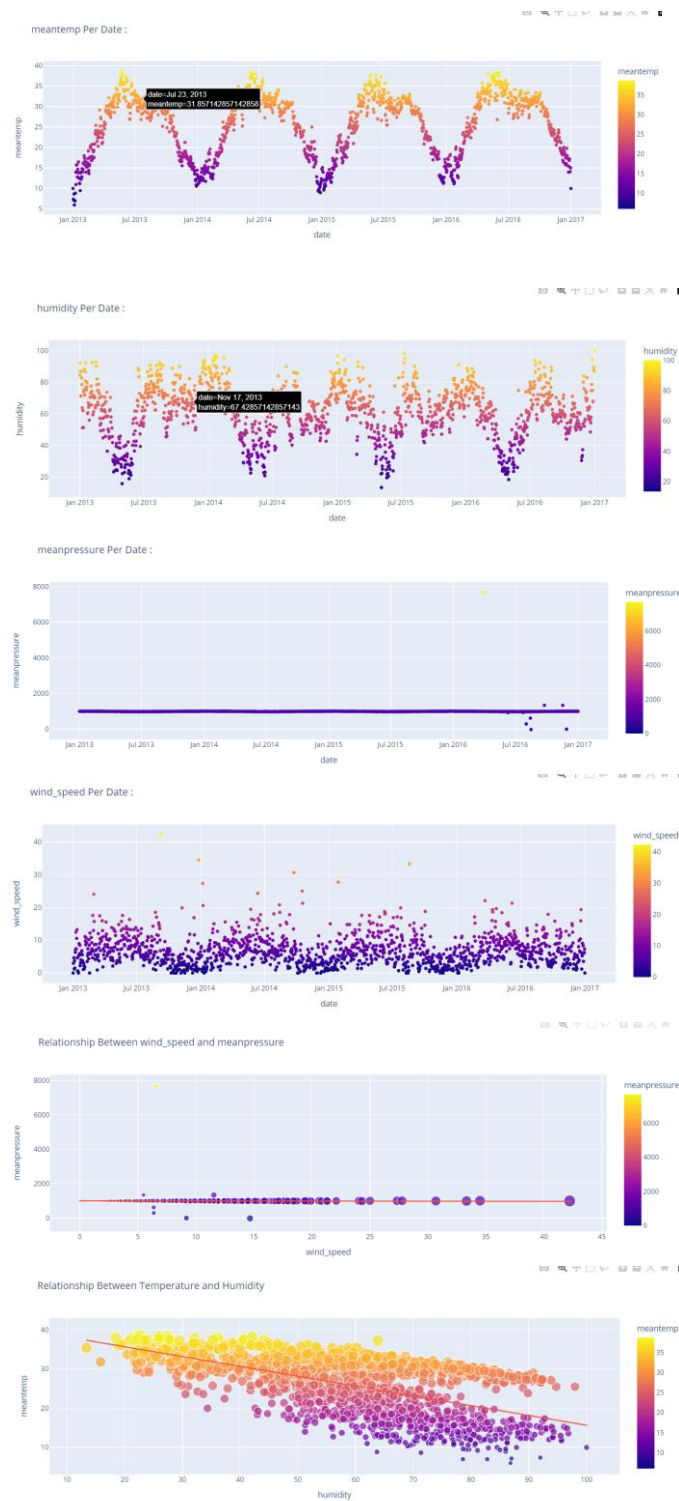 meantemp Per Date :
meantemp
40
35
30
25
20
15
10
5
date=Jul 23, 2013
meantemp=31.857142857142858
Jan 2013 Jul 2013 Jan 2014 Jul 2014 Jan 2015 Jul 2015 Jan 2016 Jul 2016 Jan 2017
date
meantemp
35
30
25
20
15
10
humidity Per Date :
humidity
100
80
60
40
20
date=Nov 17, 2013
humidity=67.42857142857143
Jan 2013 Jul 2013 Jan 2014 Jul 2014 Jan 2015 Jul 2015 Jan 2016 Jul 2016 Jan 2017
date
humidity
100
80
60
40
20
meanpressure Per Date :
meanpressure
8000
6000
4000
2000
0
Jan 2013 Jul 2013 Jan 2014 Jul 2014 Jan 2015 Jul 2015 Jan 2016 Jul 2016 Jan 2017
date
meanpressure
6000
4000
2000
0
wind_speed Per Date :
wind_speed
40
30
20
10
0
Jan 2013 Jul 2013 Jan 2014 Jul 2014 Jan 2015 Jul 2015 Jan 2016 Jul 2016 Jan 2017
date
wind_speed
40
30
20
10
0
Relationship Between wind_speed and meanpressure
meanpressure
8000
6000
4000
2000
0
0 5 10 15 20 25 30 35 40 45
wind_speed
meanpressure
6000
4000
2000
0
Relationship Between Temperature and Humidity
meantemp
40
30
20
10
10 20 30 40 50 60 70 80 90 100
humidity
meantemp
35
30
25
20
15
10